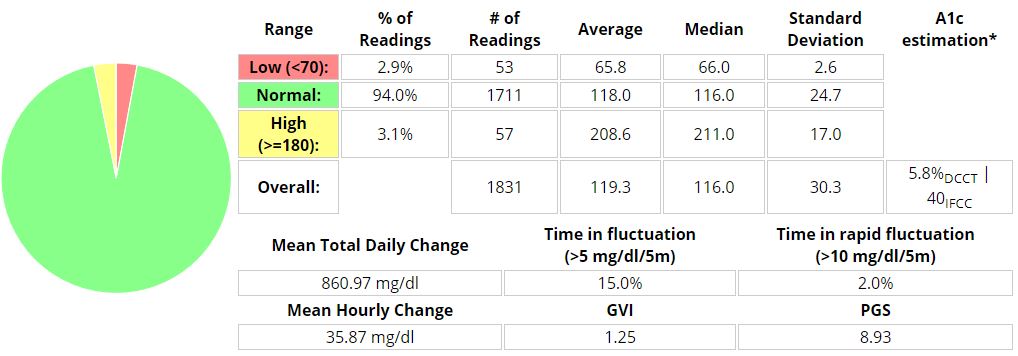 Range % of Readings # of Readings Average Median Standard Deviation A1c estimation*
Low (<70): 2.9% 53 65.8 66.0 2.6
Normal: 94.0% 1711 118.0 116.0 24.7
High (>=180): 3.1% 57 208.6 211.0 17.0
Overall: 1831 119.3 116.0 30.3 5.8%DCCT | 40IFCC
Mean Total Daily Change Time in fluctuation (>5 mg/dl/5m) Time in rapid fluctuation (>10 mg/dl/5m)
860.97 mg/dl 15.0% 2.0%
Mean Hourly Change GVI PGS
35.87 mg/dl 1.25 8.93